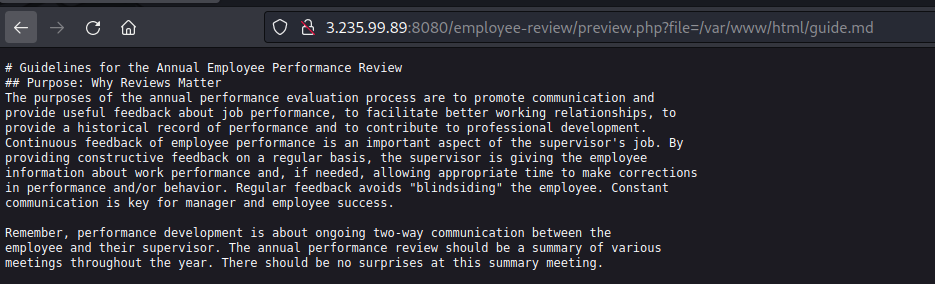 3.235.99.89:8080/employee-review/preview.php?file=/var/www/html/guide.md
# Guidelines for the Annual Employee Performance Review
## Purpose: Why Reviews Matter
The purposes of the annual performance evaluation process are to promote communication and
provide useful feedback about job performance, to facilitate better working relationships, to
provide a historical record of performance and to contribute to professional development.
Continuous feedback of employee performance is an important aspect of the supervisor's job. By
providing constructive feedback on a regular basis, the supervisor is giving the employee
information about work performance and, if needed, allowing appropriate time to make corrections
in performance and/or behavior. Regular feedback avoids "blindsiding" the employee. Constant
communication is key for manager and employee success.
Remember, performance development is about ongoing two-way communication between the
employee and their supervisor. The annual performance review should be a summary of various
meetings throughout the year. There should be no surprises at this summary meeting.